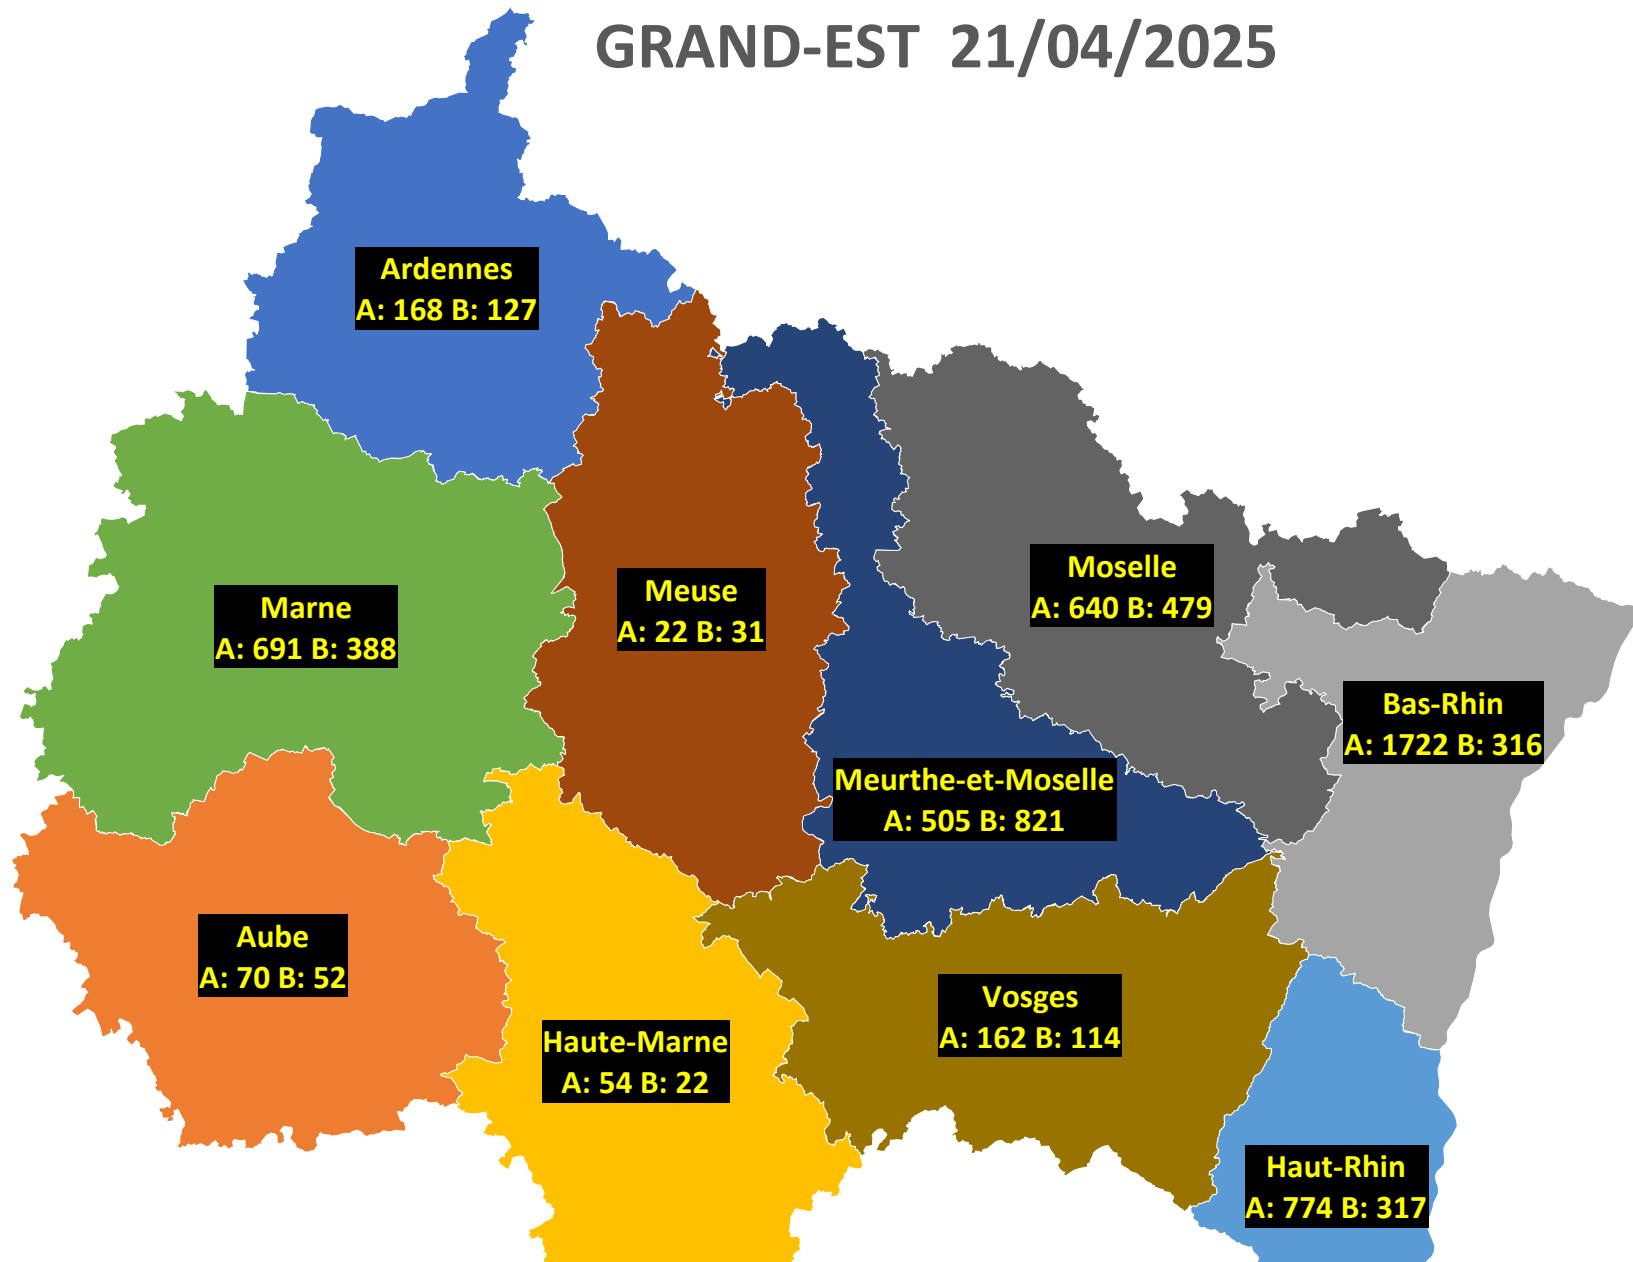 GRAND-EST 21/04/2025
Ardennes
A: 168 B: 127
Marne
A: 691 B: 388
Meuse
A: 22 B: 31
Moselle
A: 640 B: 479
Bas-Rhin
A: 1722 B: 316
Meurthe-et-Moselle
A: 505 B: 821
Aube
A: 70 B: 52
Haute-Marne
A: 54 B: 22
Vosges
A: 162 B: 114
Haut-Rhin
A: 774 B: 317